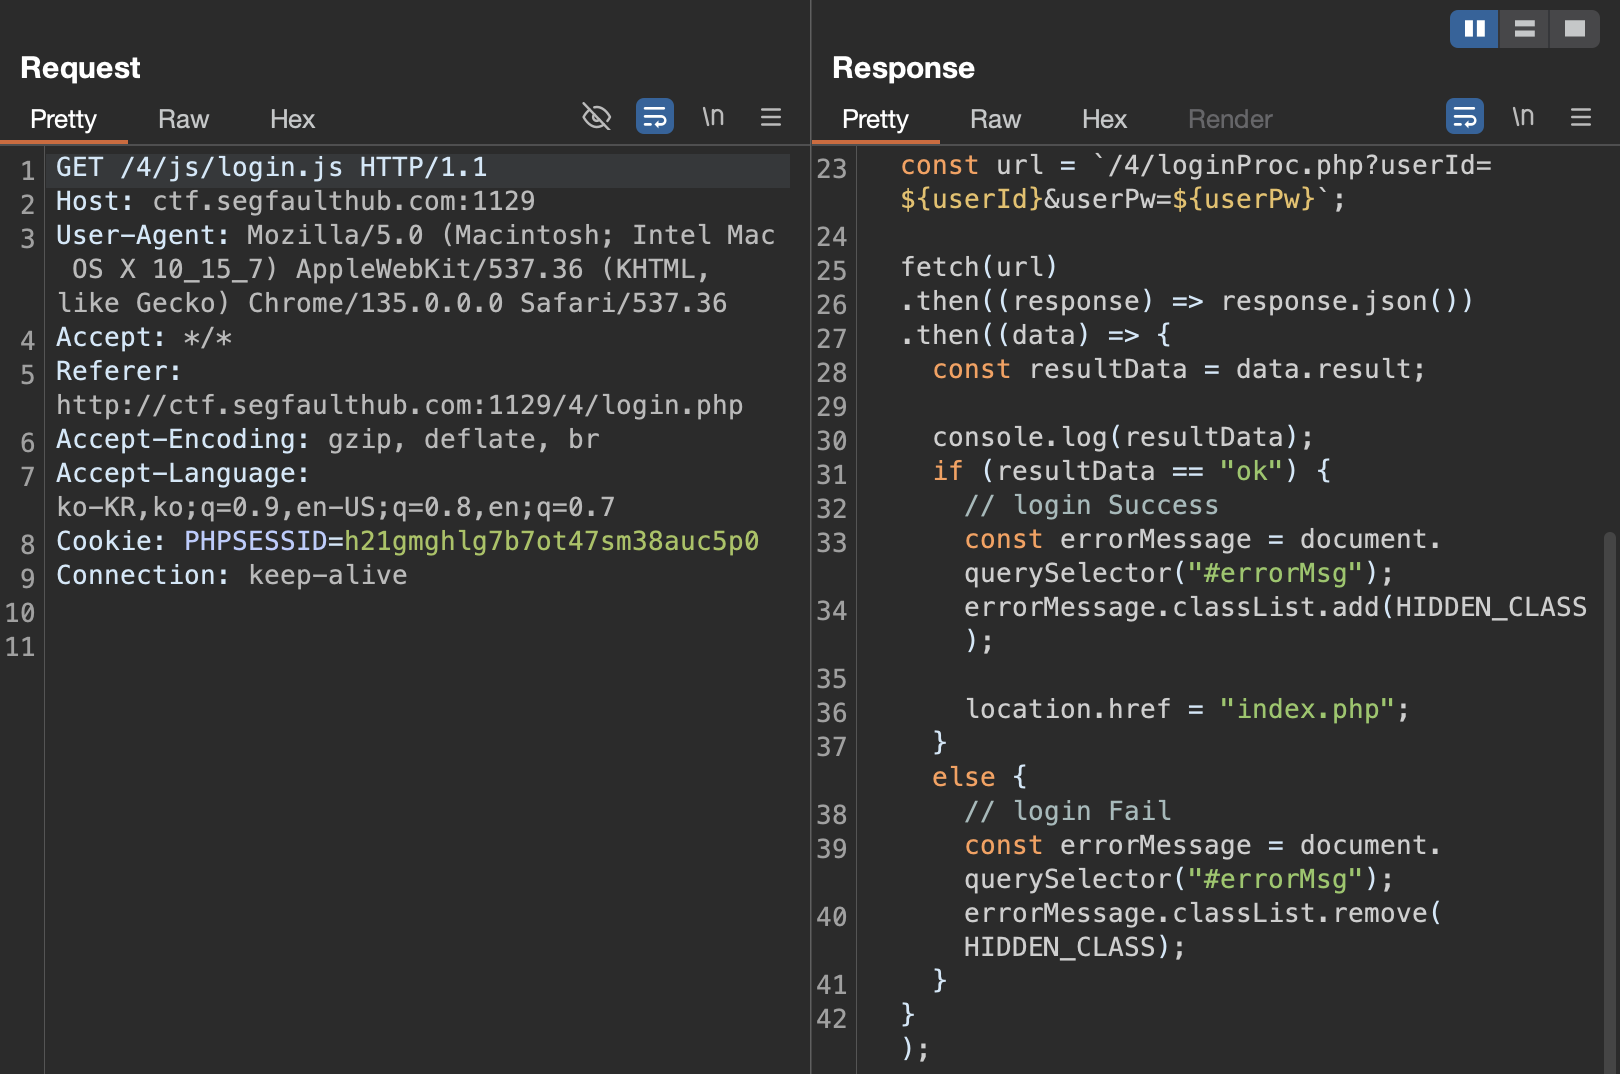 Request
Pretty Raw Hex \n
1 GET /4/js/login.js HTTP/1.1
2 Host: ctf.segfaulthub.com:1129
3 User-Agent: Mozilla/5.0 (Macintosh; Intel Mac
OS X 10_15_7) AppleWebKit/537.36 (KHTML,
like Gecko) Chrome/135.0.0.0 Safari/537.36
4 Accept: */*
5 Referer:
http://ctf.segfaulthub.com:1129/4/login.php
6 Accept-Encoding: gzip, deflate, br
7 Accept-Language:
ko-KR,ko;q=0.9,en-US;q=0.8,en;q=0.7
8 Cookie: PHPSESSID=h21gmghlg7b7ot47sm38auc5p0
9 Connection: keep-alive
10
11
Response
Pretty Raw Hex Render \n
23 const url = `/4/loginProc.php?userId=
${userId}&userPw=${userPw}`;
24
25 fetch(url)
26 .then((response) => response.json())
27 .then((data) => {
28 const resultData = data.result;
29
30 console.log(resultData);
31 if (resultData == "ok") {
32 // login Success
33 const errorMessage = document.
querySelector("#errorMsg");
34 errorMessage.classList.add(HIDDEN_CLASS
);
35
36 location.href = "index.php";
37 }
else {
38 // login Fail
39 const errorMessage = document.
querySelector("#errorMsg");
40 errorMessage.classList.remove(
HIDDEN_CLASS);
41 }
42 }
);